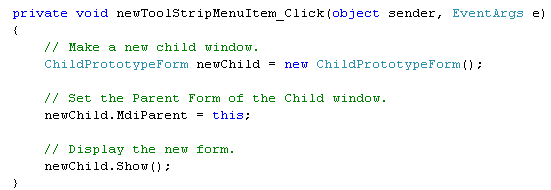 private void newToolStripMenuItem_Click(object sender, EventArgs e)
{
    // Make a new child window.
    ChildPrototypeForm newChild = new ChildPrototypeForm();

    // Set the Parent Form of the Child window.
    newChild.MdiParent = this;

    // Display the new form.
    newChild.Show();
}